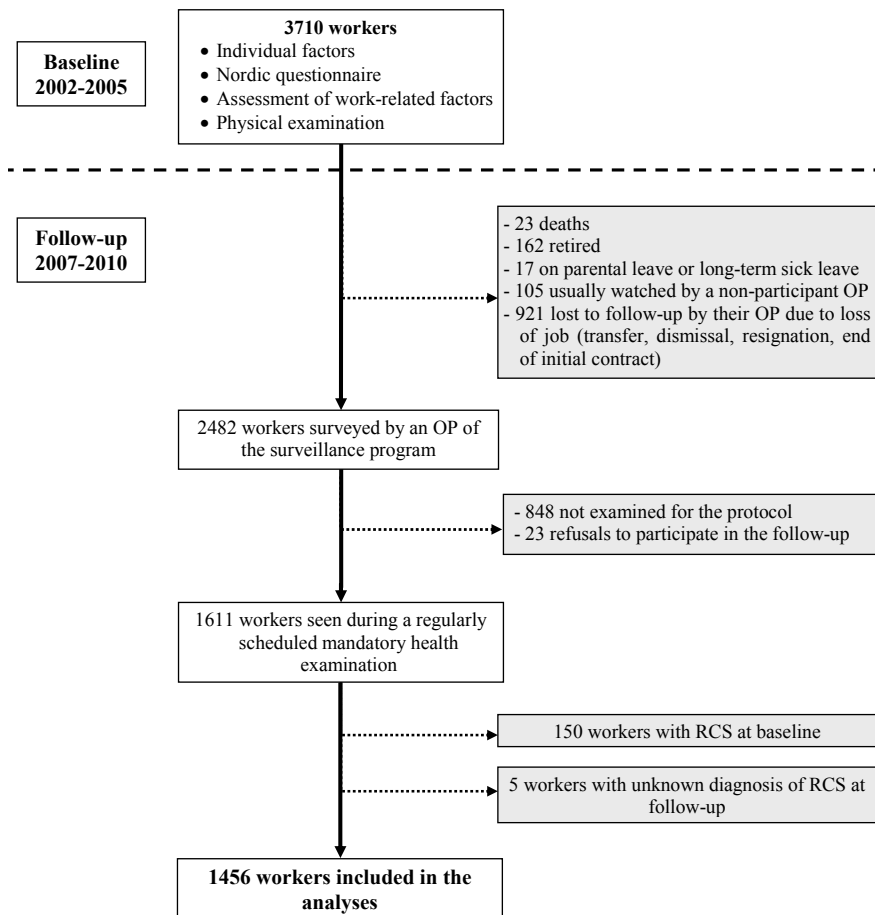 3710 workers
• Individual factors
• Nordic questionnaire
• Assessment of work-related factors
• Physical examination
Baseline
2002-2005
Follow-up
2007-2010
- 23 deaths
- 162 retired
- 17 on parental leave or long-term sick leave
- 105 usually watched by a non-participant OP
- 921 lost to follow-up by their OP due to loss
of job (transfer, dismissal, resignation, end
of initial contract)
2482 workers surveyed by an OP of
the surveillance program
- 848 not examined for the protocol
- 23 refusals to participate in the follow-up
1611 workers seen during a regularly
scheduled mandatory health
examination
150 workers with RCS at baseline
5 workers with unknown diagnosis of RCS at
follow-up
1456 workers included in the
analyses